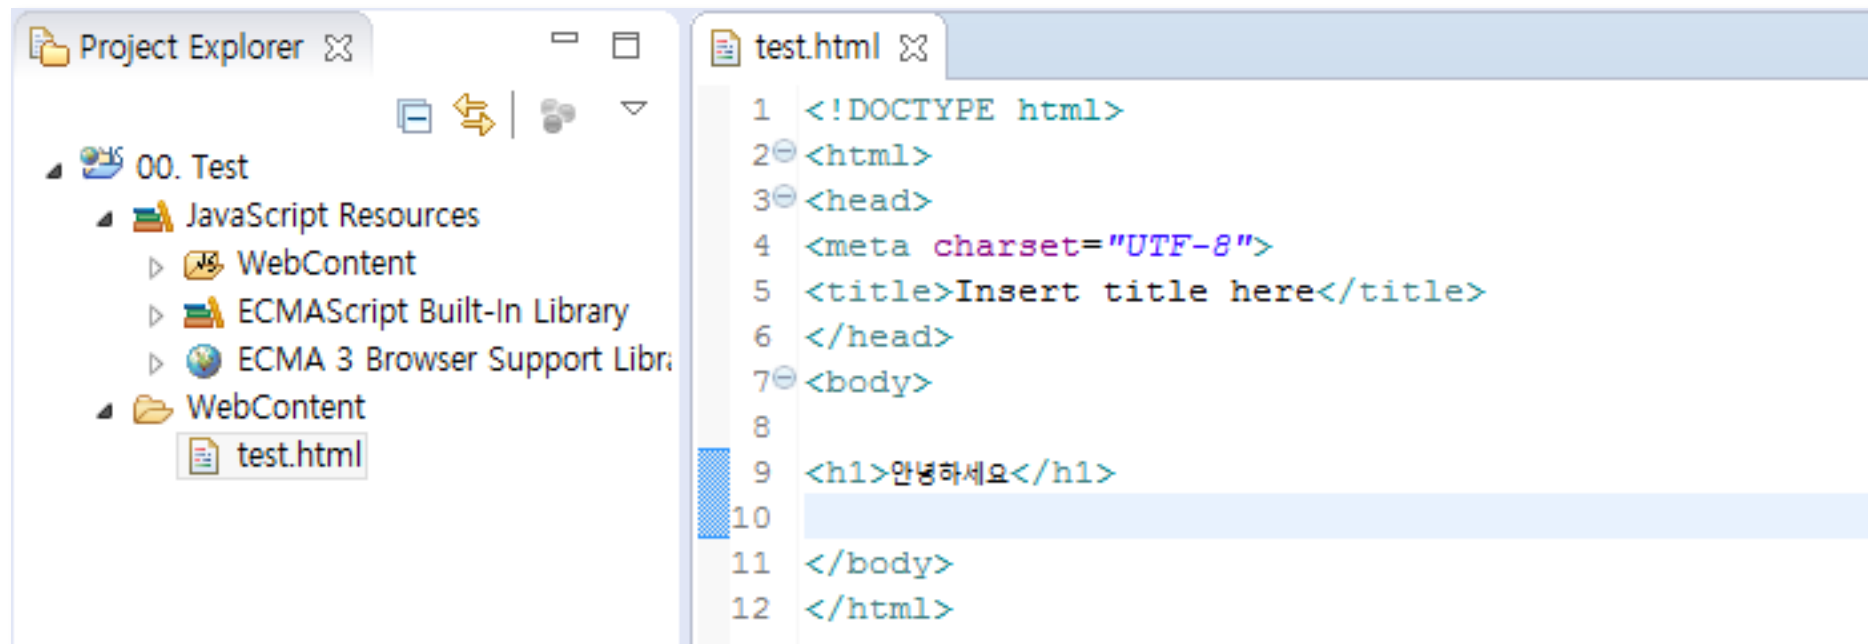 Project Explorer
00. Test
JavaScript Resources
WebContent
ECMAScript Built-In Library
ECMA 3 Browser Support Libr
WebContent
test.html
test.html
1 <!DOCTYPE html>
2 <html>
3 <head>
4 <meta charset="UTF-8">
5 <title>Insert title here</title>
6 </head>
7 <body>
8
9 <h1>안녕하세요</h1>
10
11 </body>
12 </html>